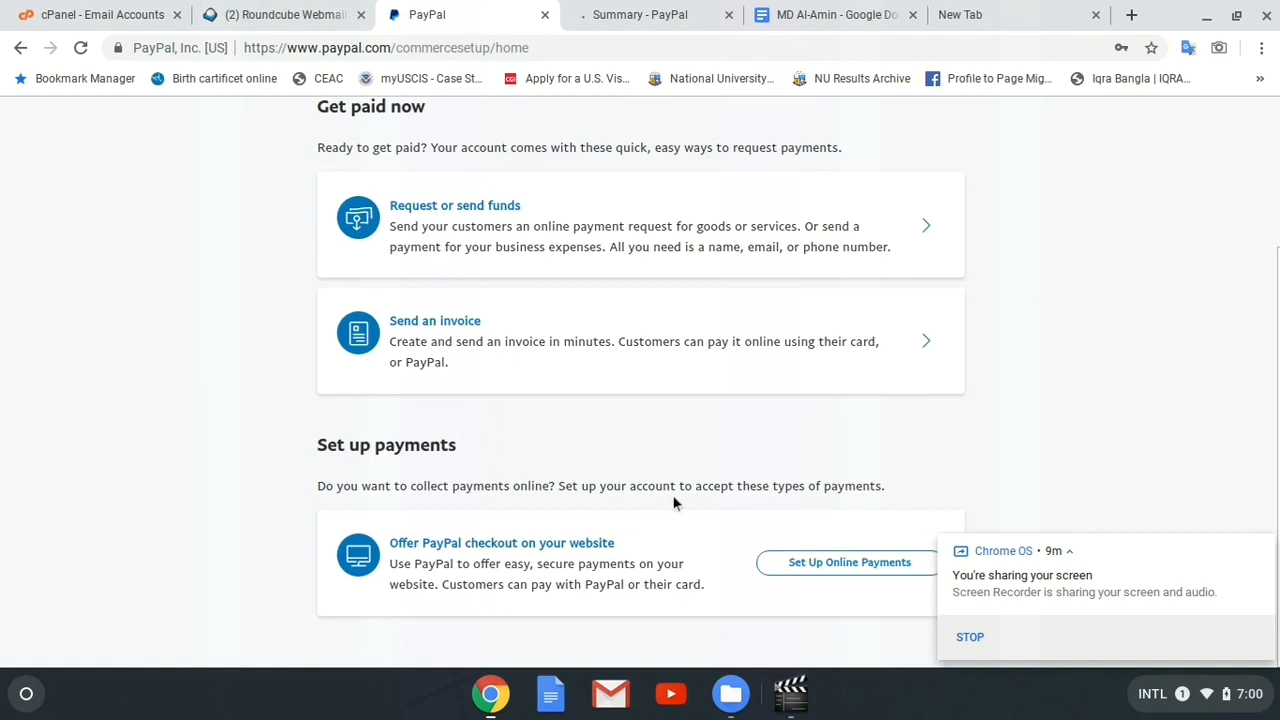 cPanel - Email Accounts
(2) Roundcube Webmail
PayPal
Summary - PayPal
MD Al-Amin - Google Do
New Tab
PayPal, Inc. [US]
https://www.paypal.com/commercesetup/home
Bookmark Manager
Birth certificet online
CEAC
myUSCIS - Case St...
CGI
Apply for a U.S. Vis...
National University...
NU Results Archive
Profile to Page Mig...
Iqra Bangla | IQRA...
Get paid now
Ready to get paid? Your account comes with these quick, easy ways to request payments.
Request or send funds
Send your customers an online payment request for goods or services. Or send a
payment for your business expenses. All you need is a name, email, or phone number.
Send an invoice
Create and send an invoice in minutes. Customers can pay it online using their card,
or PayPal.
Set up payments
Do you want to collect payments online? Set up your account to accept these types of payments.
Offer PayPal checkout on your website
Use PayPal to offer easy, secure payments on your
website. Customers can pay with PayPal or their card.
Set Up Online Payments
Chrome OS • 9m
You're sharing your screen
Screen Recorder is sharing your screen and audio.
STOP
INTL
1
7:00